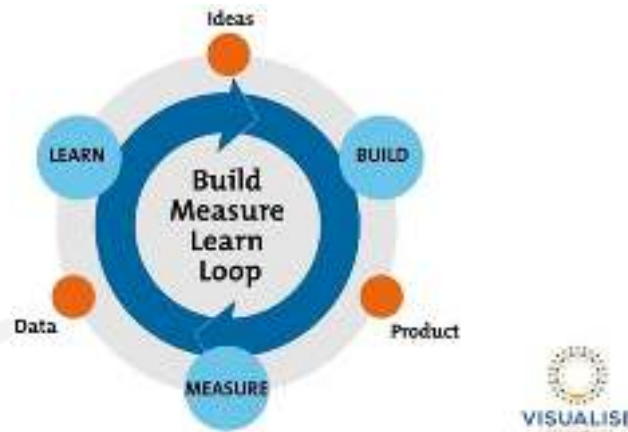 Ideas
LEARN
BUILD
Build
Measure
Learn
Loop
Data
Product
MEASURE
VISUALISI